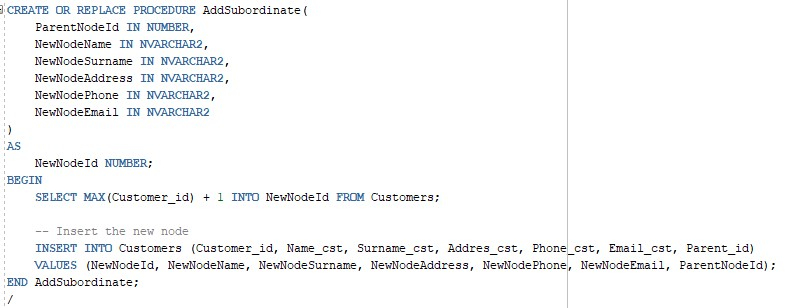 CREATE OR REPLACE PROCEDURE AddSubordinate(
    ParentNodeId IN NUMBER,
    NewNodeName IN NVARCHAR2,
    NewNodeSurname IN NVARCHAR2,
    NewNodeAddress IN NVARCHAR2,
    NewNodePhone IN NVARCHAR2,
    NewNodeEmail IN NVARCHAR2
)
AS
    NewNodeId NUMBER;
BEGIN
    SELECT MAX(Customer_id) + 1 INTO NewNodeId FROM Customers;
    -- Insert the new node
    INSERT INTO Customers (Customer_id, Name_cst, Surname_cst, Addres_cst, Phone_cst, Email_cst, Parent_id)
    VALUES (NewNodeId, NewNodeName, NewNodeSurname, NewNodeAddress, NewNodePhone, NewNodeEmail, ParentNodeId);
END AddSubordinate;
/